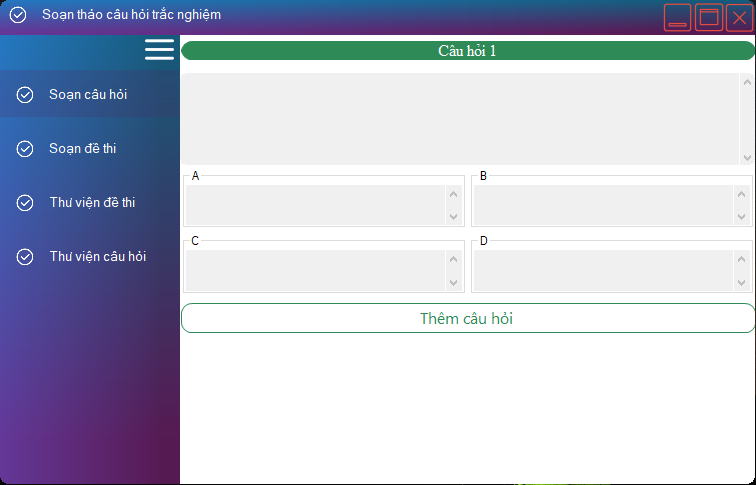 Soạn thảo câu hỏi trắc nghiệm
Soạn câu hỏi
Soạn đề thi
Thư viện đề thi
Thư viện câu hỏi
Câu hỏi 1
A
B
C
D
Thêm câu hỏi